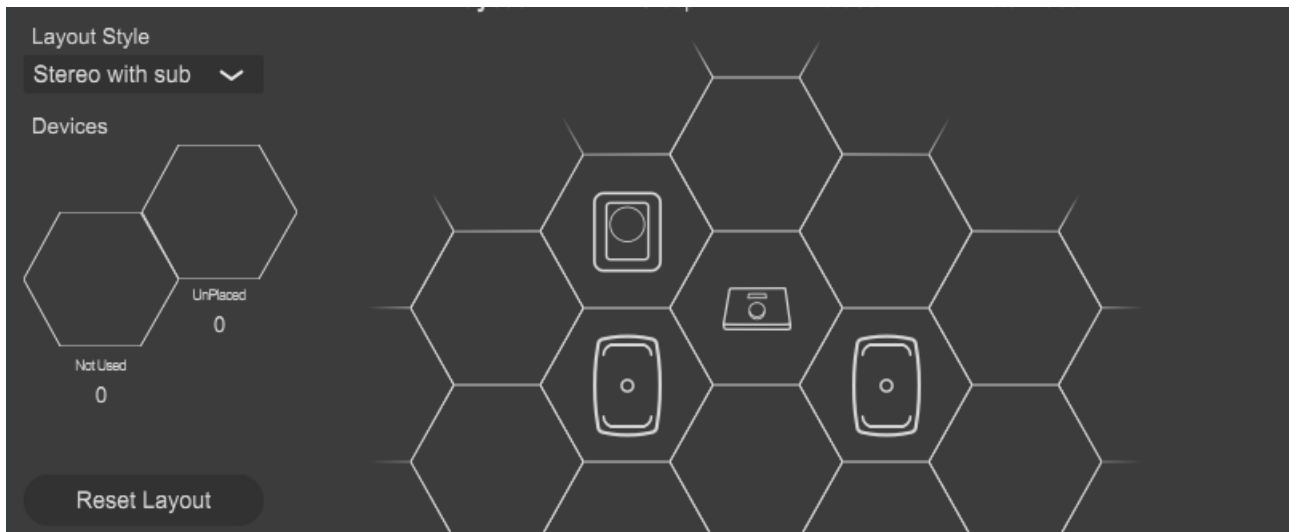 Layout Style
Stereo with sub
Devices
UnPlaced
0
Not Used
0
Reset Layout